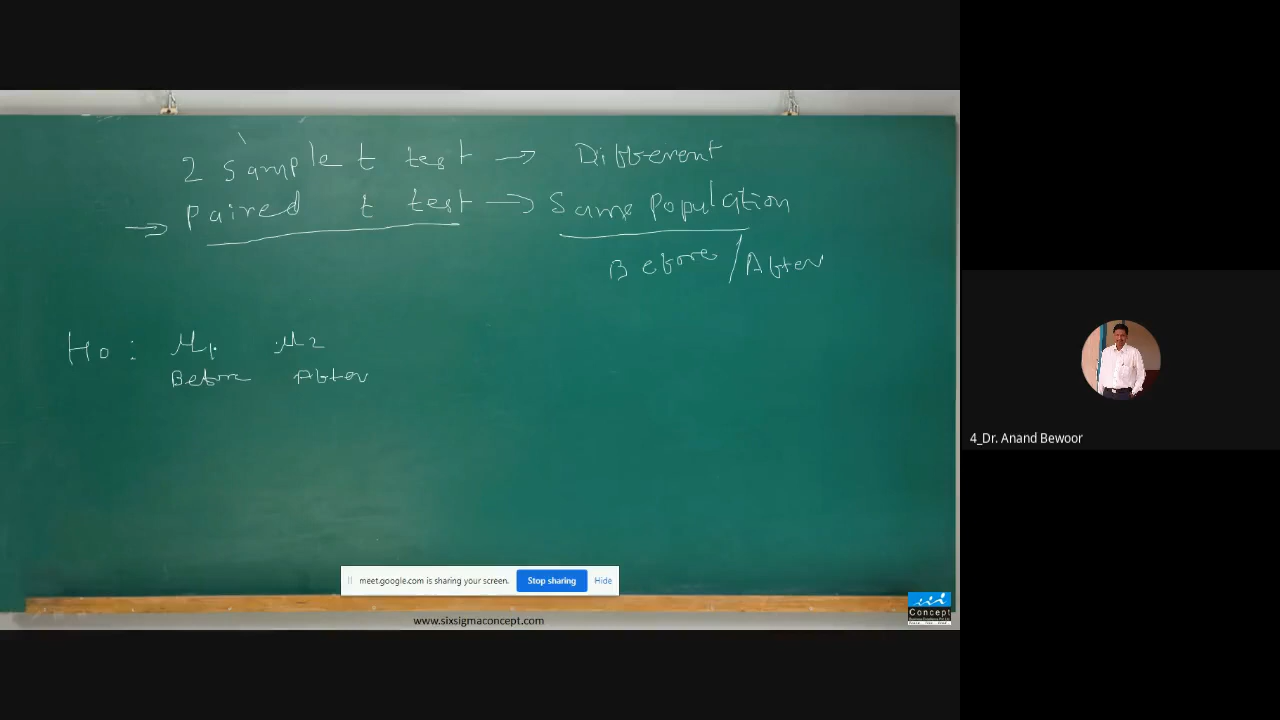 2 Sample t test → Different
→ Paired t test → Same Population
Before / After
Ho : μ1 μ2
Before After
meet.google.com is sharing your screen. Stop sharing Hide
Concept
www.sixsigmaconcept.com
4_Dr. Anand Bewoor